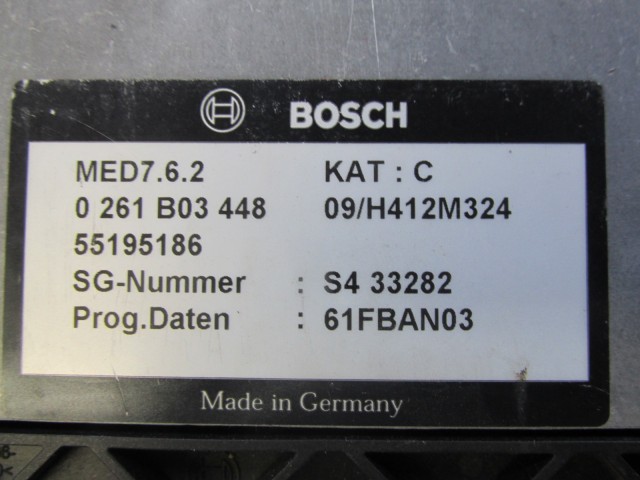 BOSCH
MED7.6.2 KAT : C
0 261 B03 448 09/H412M324
55195186
SG-Nummer : S4 33282
Prog.Daten : 61FBAN03
Made in Germany